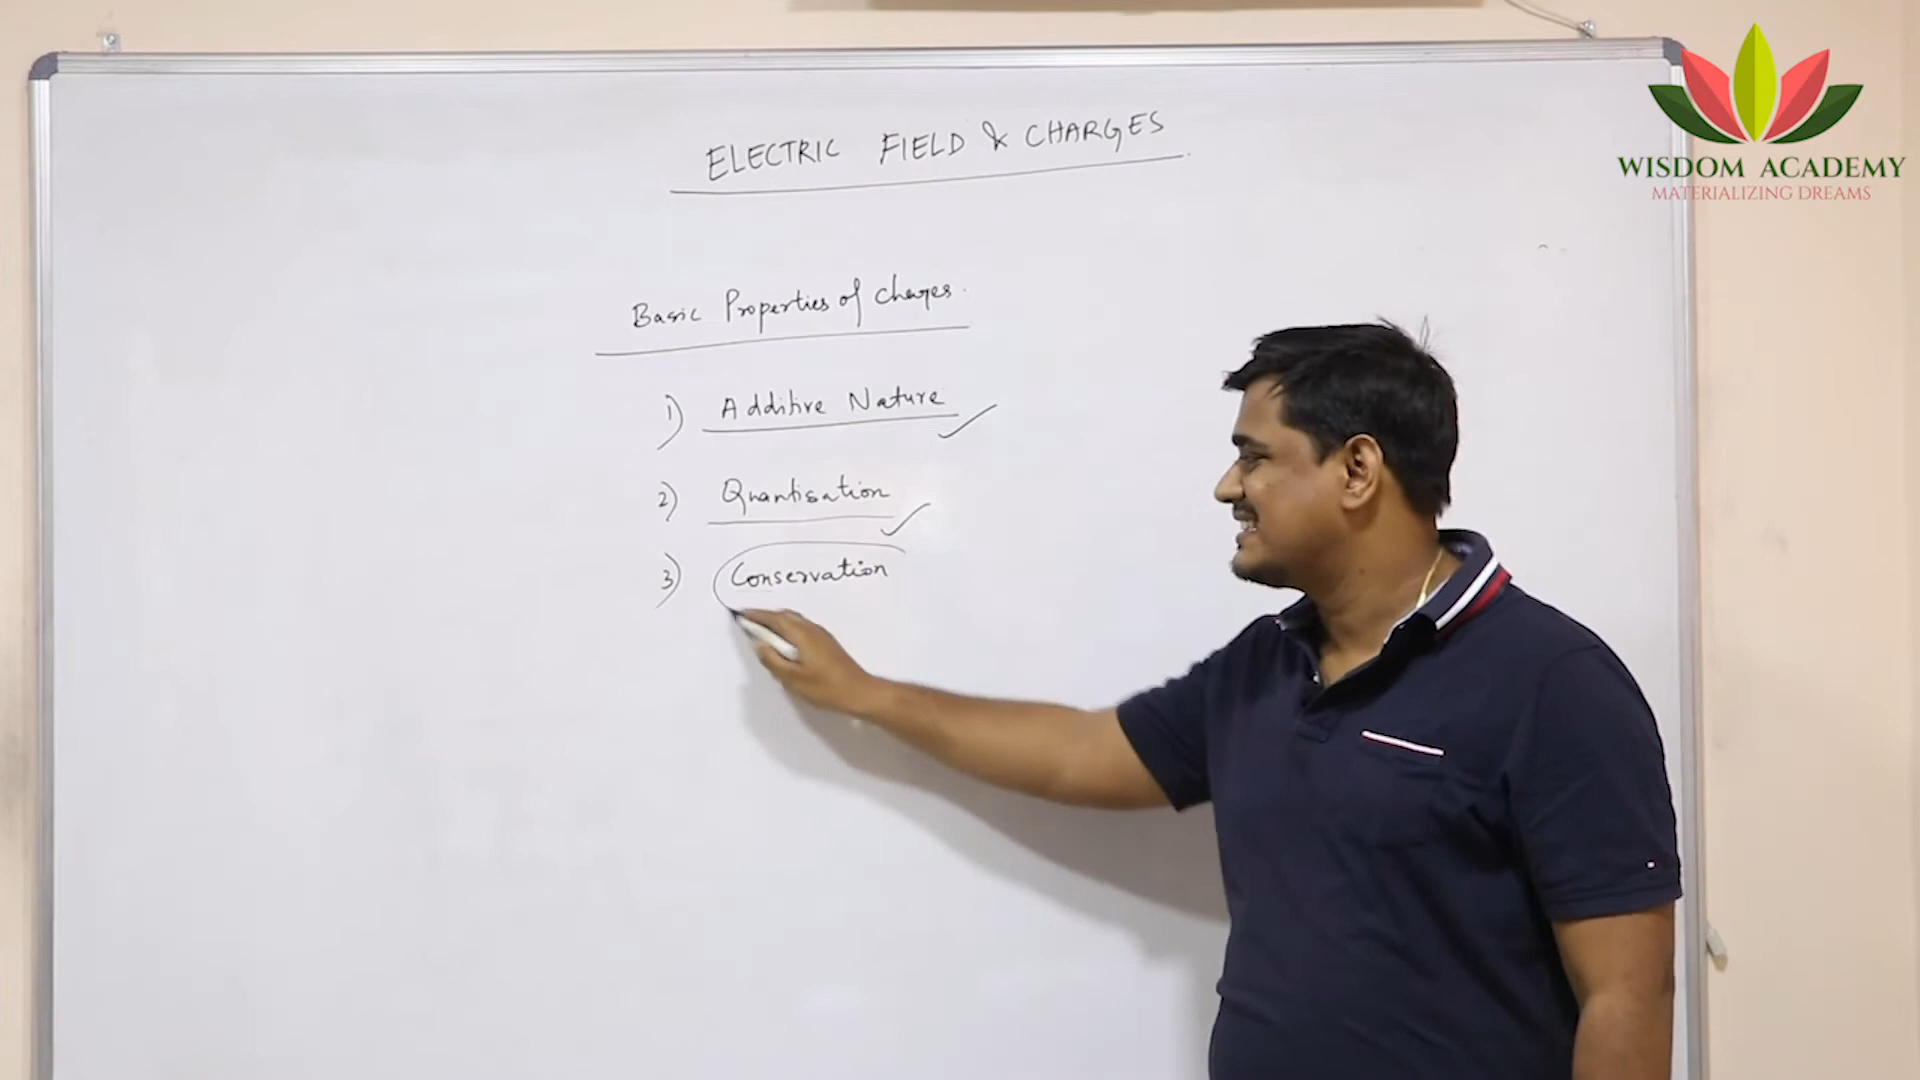 ELECTRIC FIELD & CHARGES
WISDOM ACADEMY
MATERIALIZING DREAMS
Basic Properties of Charges.
1) Additive Nature
2) Quantisation
3) Conservation